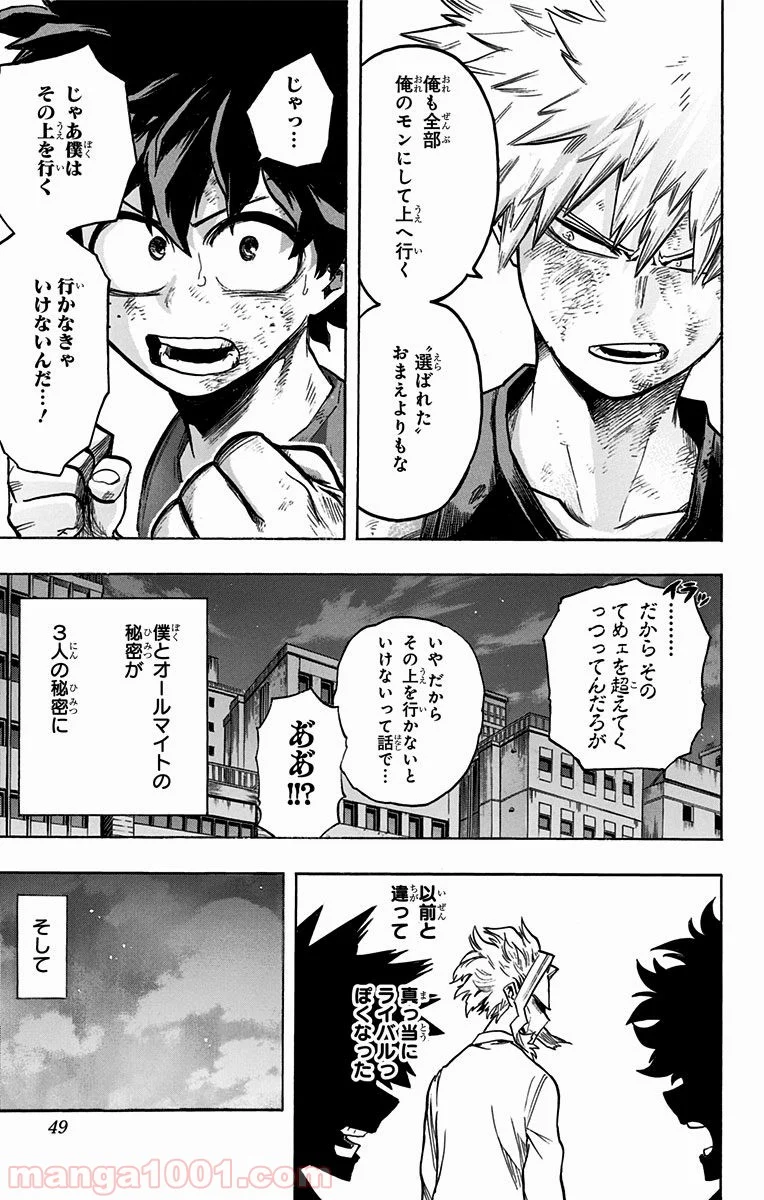 俺も全部
俺のモンにして上へ行く
“選ばれた”
おまえよりもな
じゃっ…
じゃあ僕は
その上を行く
行かなきゃ
いけないんだ…!
イラッ
…………
だからその
てめェを超えてく
っつってんだろが
いや だから
その上を行かないと
いけないって話で…
あ゛あ゛!!?
僕とオールマイトの
秘密が
3人の秘密に
以前と
違って
真っ当に
ライバルっ
ぽくなった
そして
49
manga1001.com